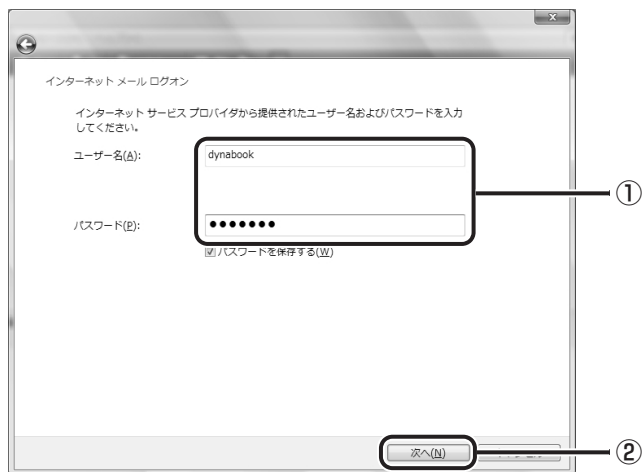 インターネット メール ログオン
インターネット サービス プロバイダから提供されたユーザー名およびパスワードを入力
してください。
ユーザー名(A):
dynabook
①
パスワード(P):
●●●●●●●
パスワードを保存する(W)
次へ(N)
②